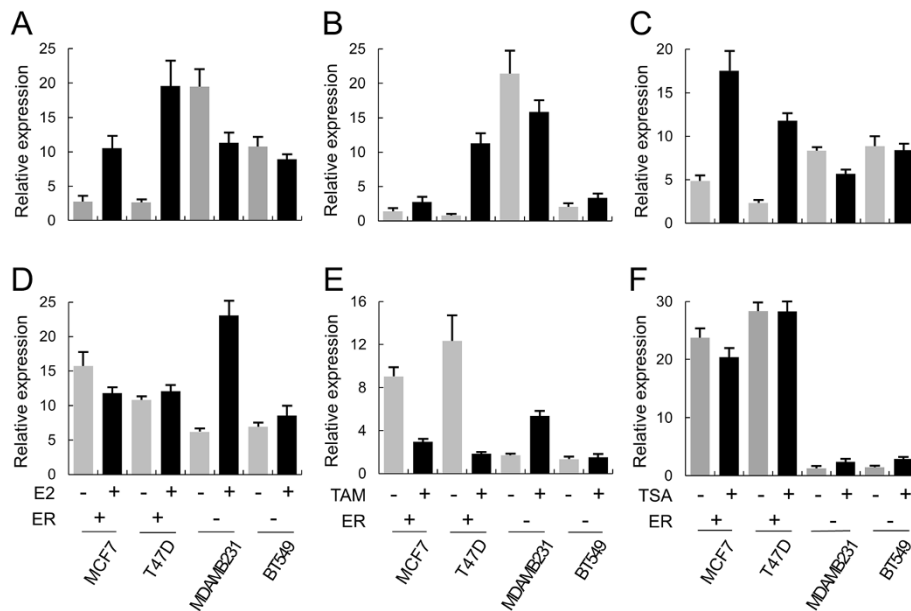 A
B
C
Relative expression
25
20
15
10
5
0
Relative expression
25
20
15
10
5
0
Relative expression
20
15
10
5
0
D
E
F
Relative expression
25
20
15
10
5
0
Relative expression
16
12
8
4
0
Relative expression
30
20
10
0
E2 - + - + - + - +
ER + + - -
MCF7 T47D MDAMB231 BT549
TAM - + - + - + - +
ER + + - -
MCF7 T47D MDAMB231 BT549
TSA - + - + - + - +
ER + + - -
MCF7 T47D MDAMB231 BT549